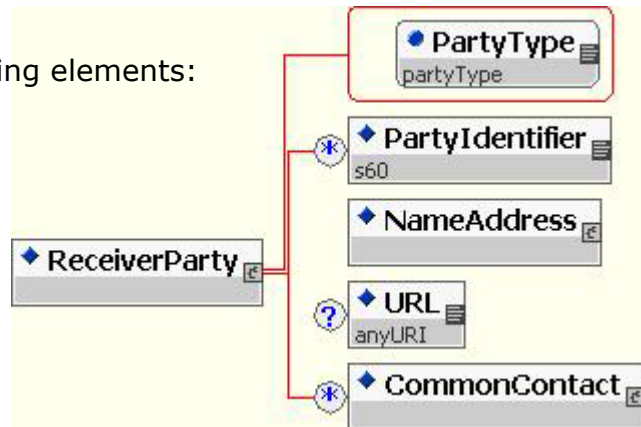 ing elements:
PartyType
partyType
* PartyIdentifier
s60
NameAddress
ReceiverParty
? URL
anyURI
* CommonContact